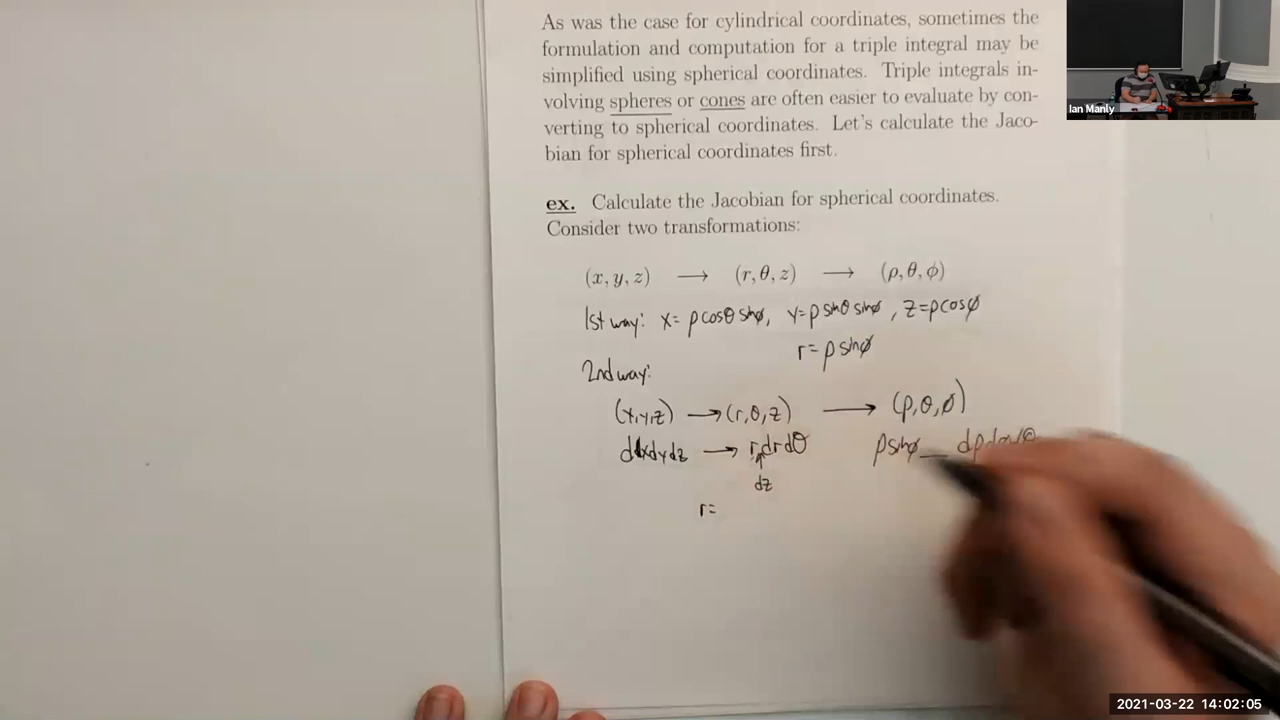 As was the case for cylindrical coordinates, sometimes the
formulation and computation for a triple integral may be
simplified using spherical coordinates. Triple integrals in-
volving spheres or cones are often easier to evaluate by con-
verting to spherical coordinates. Let's calculate the Jaco-
bian for spherical coordinates first.
ex. Calculate the Jacobian for spherical coordinates.
Consider two transformations:
(x, y, z) ⟶ (r, θ, z) ⟶ (ρ, θ, ϕ)
1st way: x = ρcosθ sinϕ, y=ρ sinθ sinϕ, z=ρcosϕ
r=ρ sinϕ
2nd way:
(x,y,z) ⟶ (r,θ,z) ⟶ (ρ,θ,ϕ)
dxdydz ⟶ r drdθ ρsinϕ __ dρ
dz
r=
Ian Manly
2021-03-22 14:02:05